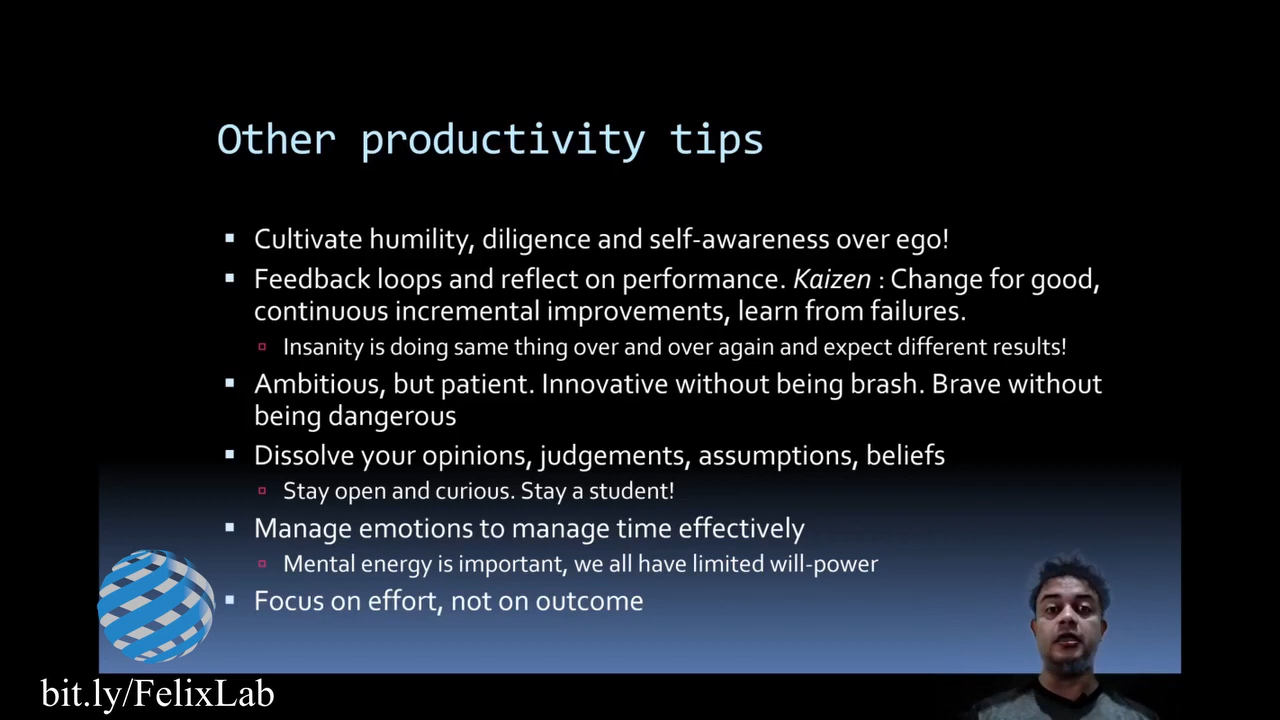 Other productivity tips
Cultivate humility, diligence and self-awareness over ego!
Feedback loops and reflect on performance. Kaizen : Change for good,
continuous incremental improvements, learn from failures.
Insanity is doing same thing over and over again and expect different results!
Ambitious, but patient. Innovative without being brash. Brave without
being dangerous
Dissolve your opinions, judgements, assumptions, beliefs
Stay open and curious. Stay a student!
Manage emotions to manage time effectively
Mental energy is important, we all have limited will-power
Focus on effort, not on outcome
bit.ly/FelixLab